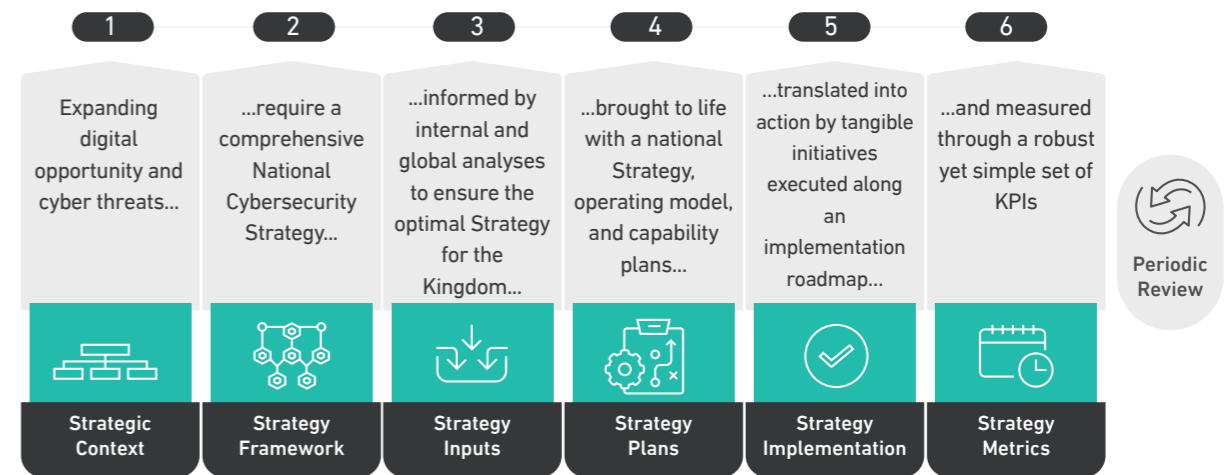 1
Expanding
digital
opportunity and
cyber threats...
Strategic
Context
2
...require a
comprehensive
National
Cybersecurity
Strategy...
Strategy
Framework
3
...informed by
internal and
global analyses
to ensure the
optimal Strategy
for the
Kingdom...
Strategy
Inputs
4
...brought to life
with a national
Strategy,
operating model,
and capability
plans...
Strategy
Plans
5
...translated into
action by tangible
initiatives
executed along
an
implementation
roadmap...
Strategy
Implementation
6
...and measured
through a robust
yet simple set of
KPIs
Strategy
Metrics
Periodic
Review